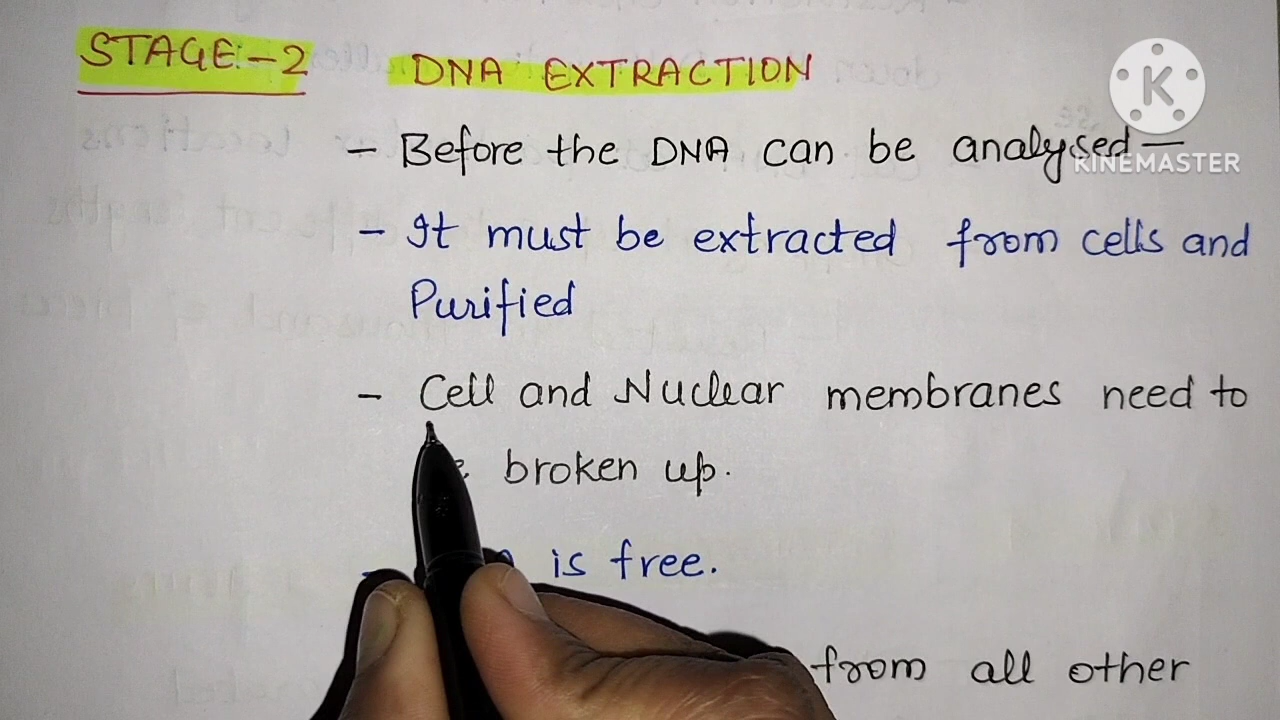 STAGE-2 DNA EXTRACTION
- Before the DNA can be analysed -
K
KINEMASTER
- It must be extracted from cells and
Purified
- Cell and Nuclear membranes need to
broken up.
- is free.
from all other